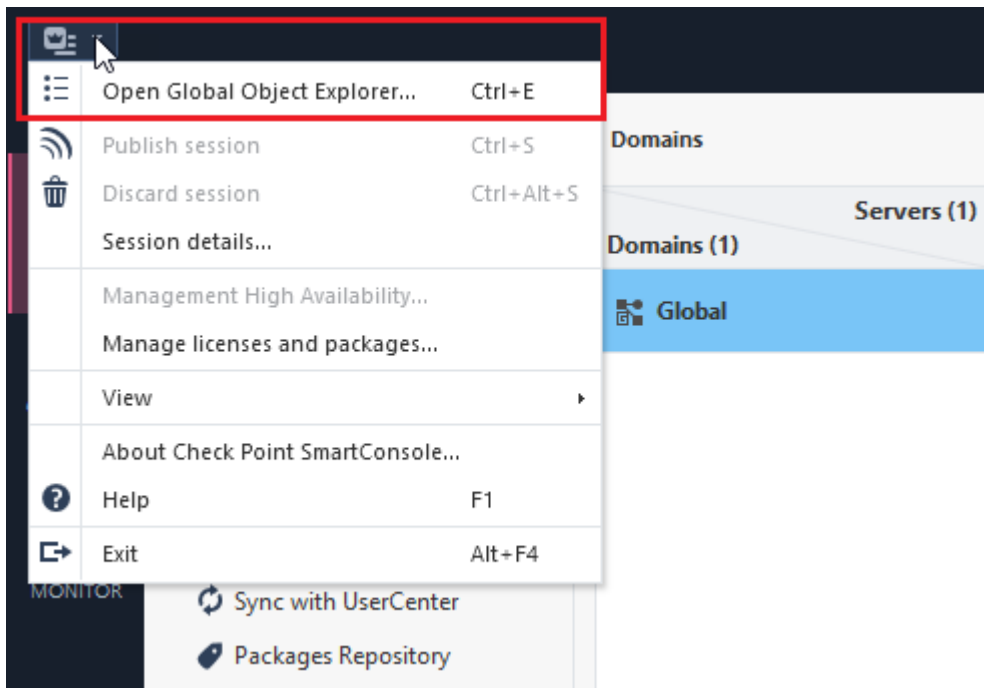 Open Global Object Explorer... Ctrl+E
Publish session Ctrl+S
Discard session Ctrl+Alt+S
Session details...
Management High Availability...
Manage licenses and packages...
View
About Check Point SmartConsole...
Help F1
Exit Alt+F4
Domains
Servers (1)
Domains (1)
Global
MONITOR
Sync with UserCenter
Packages Repository